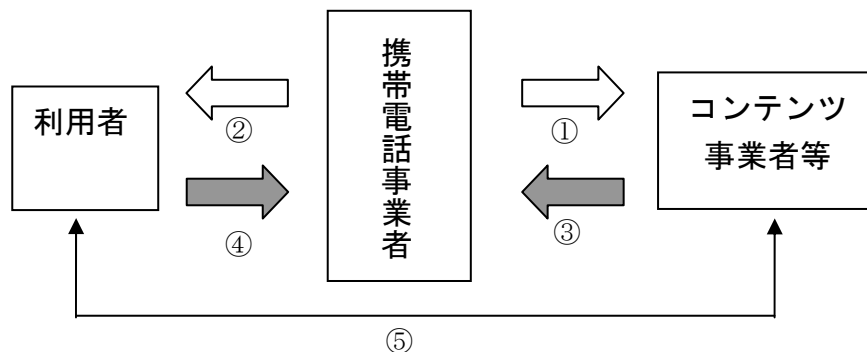 利用者
②
④
携帯電話事業者
①
③
コンテンツ
事業者等
⑤